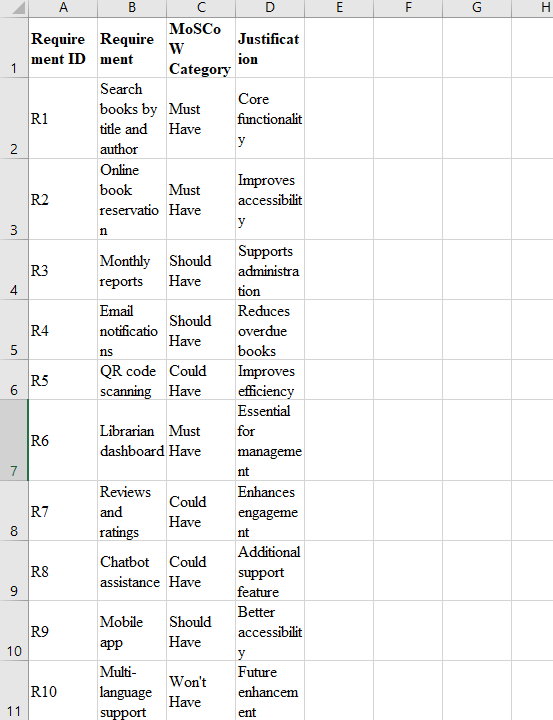 A B C D E F G H
1 Require ment ID Require ment MoSCo W Category Justificat ion
2 R1 Search books by title and author Must Have Core functionalit y
3 R2 Online book reservatio n Must Have Improves accessibilit y
4 R3 Monthly reports Should Have Supports administra tion
5 R4 Email notificatio ns Should Have Reduces overdue books
6 R5 QR code scanning Could Have Improves efficiency
7 R6 Librarian dashboard Must Have Essential for manageme nt
8 R7 Reviews and ratings Could Have Enhances engageme nt
9 R8 Chatbot assistance Could Have Additional support feature
10 R9 Mobile app Should Have Better accessibilit y
11 R10 Multi- language support Won't Have Future enhancem ent